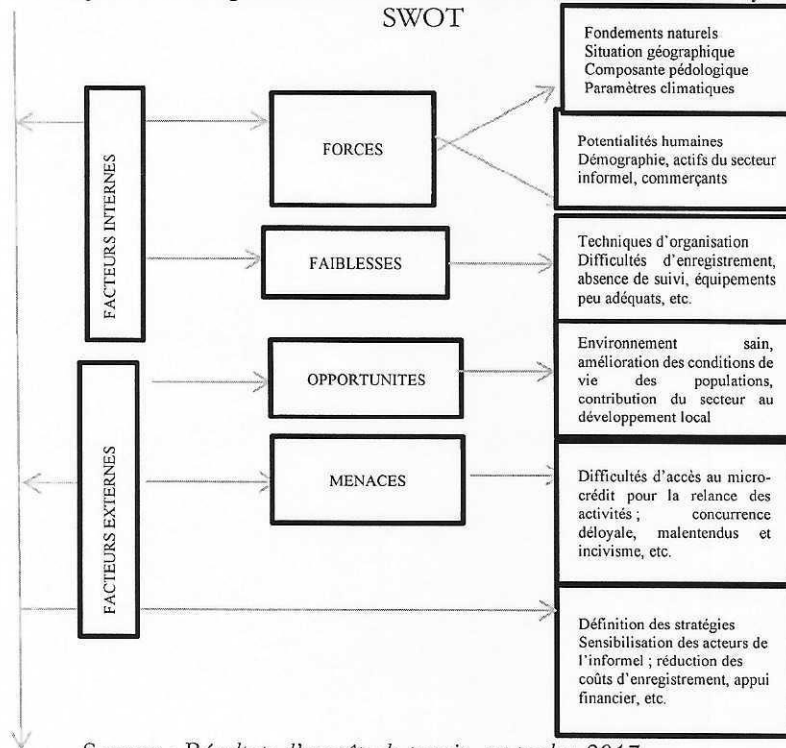 SWOT
Fondements naturels
Situation géographique
Composante pédologique
Paramètres climatiques
FACTEURS INTERNES
FORCES
Potentialités humaines
Démographie, actifs du secteur
informel, commerçants
FAIBLESSES
Techniques d'organisation
Difficultés d'enregistrement,
absence de suivi, équipements
peu adéquats, etc.
FACTEURS EXTERNES
OPPORTUNITES
Environnement sain,
amélioration des conditions de
vie des populations,
contribution du secteur au
développement local
MENACES
Difficultés d'accès au micro-
crédit pour la relance des
activités ; concurrence
déloyale, malentendus et
incivisme, etc.
Définition des stratégies
Sensibilisation des acteurs de
l'informel ; réduction des
coûts d'enregistrement, appui
financier, etc.